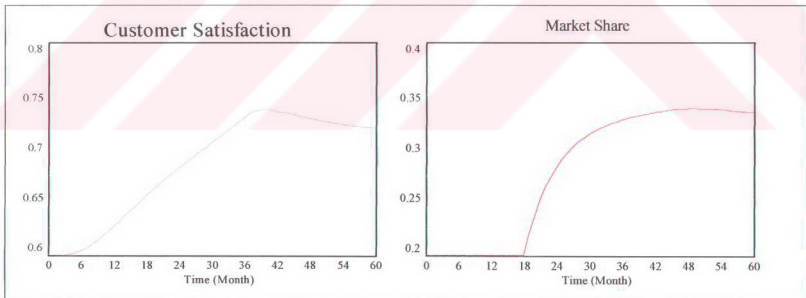 Customer Satisfaction
0.8
0.75
0.7
0.65
0.6
0 6 12 18 24 30 36 42 48 54 60
Time (Month)
Market Share
0.4
0.35
0.3
0.25
0.2
0 6 12 18 24 30 36 42 48 54 60
Time (Month)